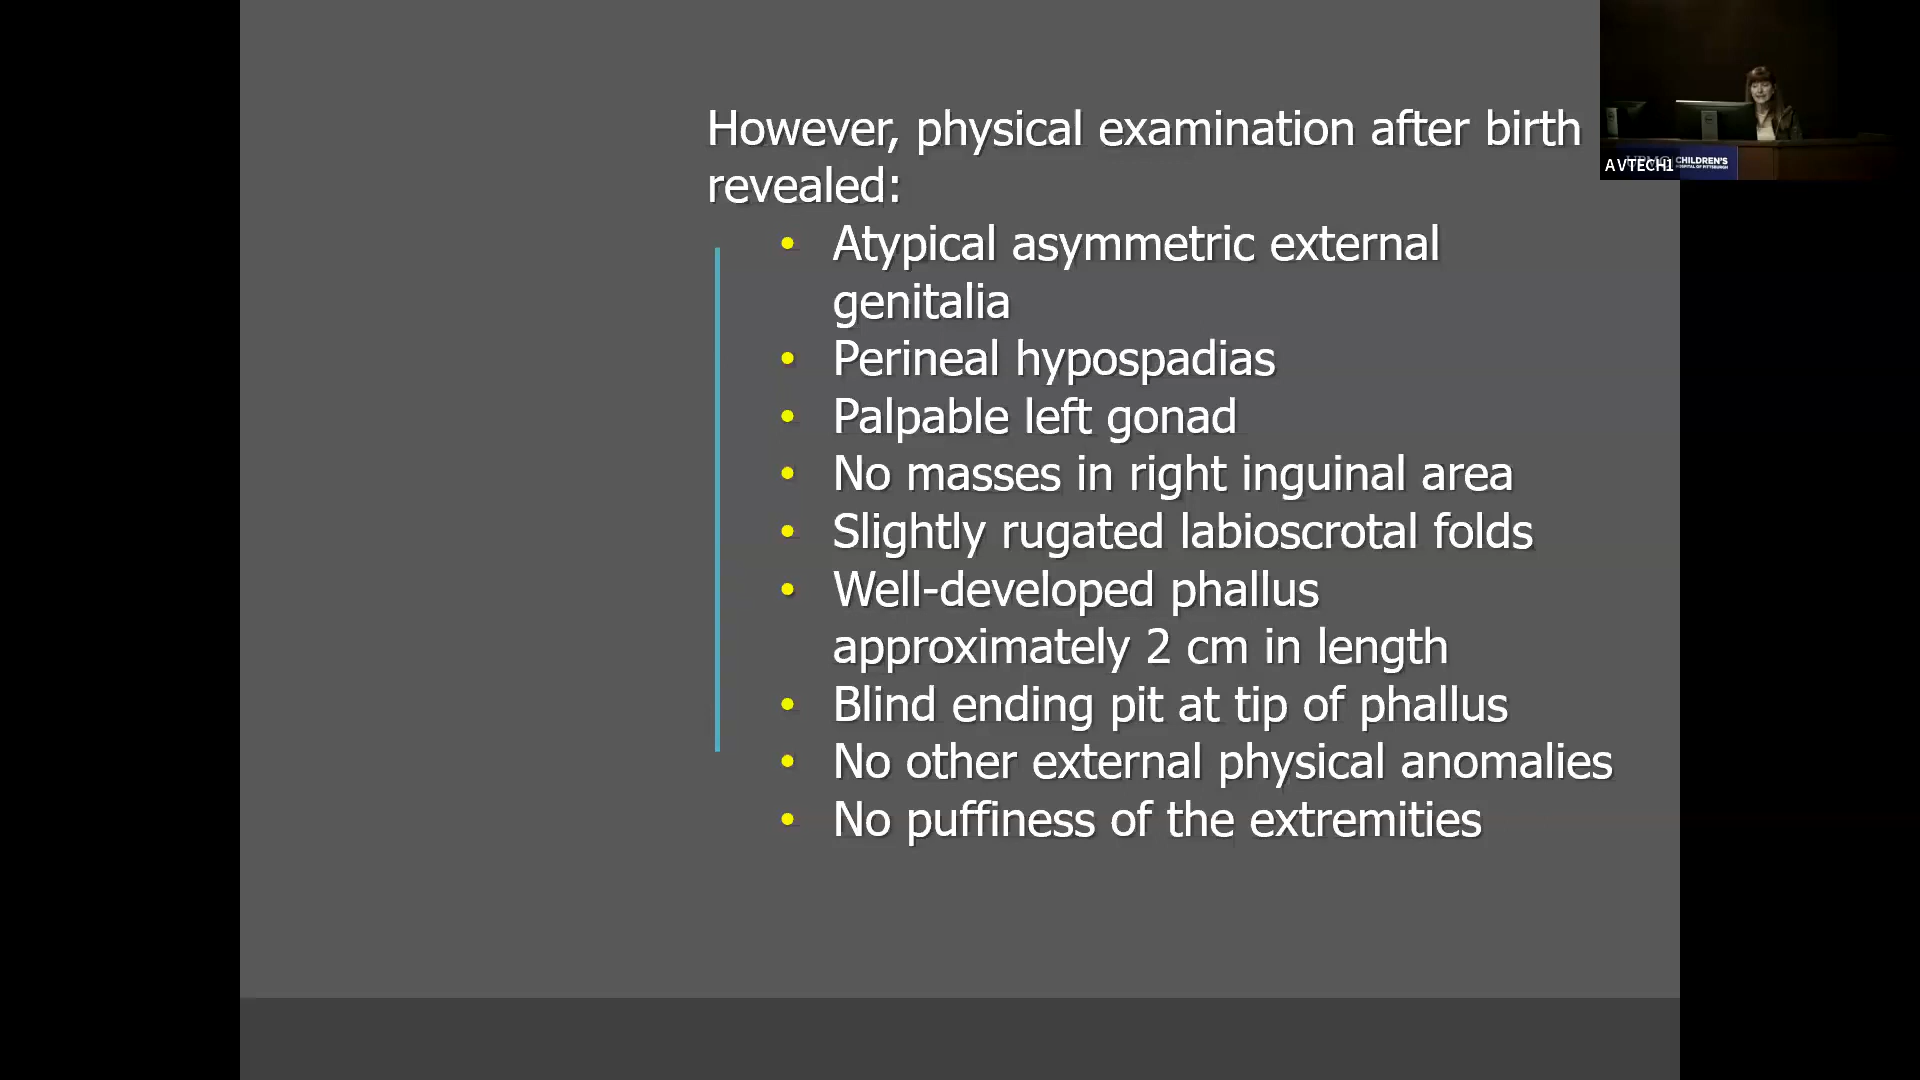 However, physical examination after birth
revealed:
• Atypical asymmetric external
genitalia
• Perineal hypospadias
• Palpable left gonad
• No masses in right inguinal area
• Slightly rugated labioscrotal folds
• Well-developed phallus
approximately 2 cm in length
• Blind ending pit at tip of phallus
• No other external physical anomalies
• No puffiness of the extremities
AVTECH1
CHILDREN'S
HOSPITAL OF PITTSBURGH